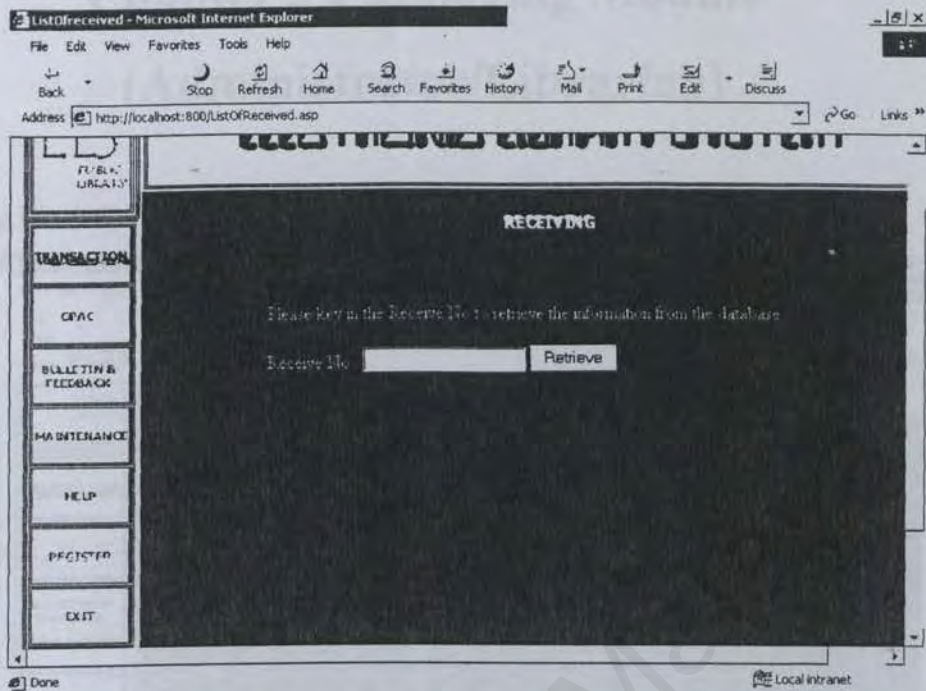 ListOfreceived - Microsoft Internet Explorer
File Edit View Favorites Tools Help
Back Stop Refresh Home Search Favorites History Mail Print Edit Discuss
Address http://localhost:800/ListOfReceived.asp Go Links »
PUBLIC
LIBRARY
RECEIVING
TRANSACTION
OPAC
Please key in the Receive No to retrieve the information from the database
Receive No Retrieve
BULLETIN &
FEEDBACK
MAINTENANCE
HELP
REGISTER
EXIT
Done Local intranet